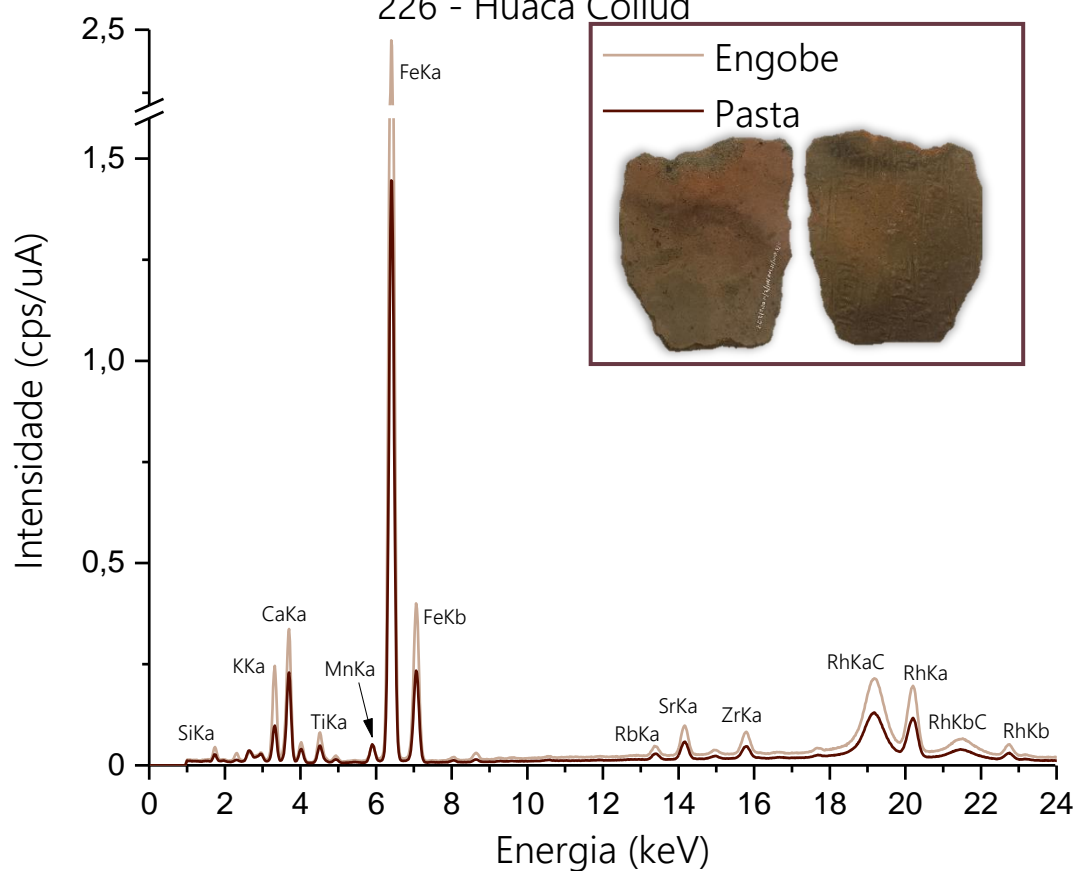 226 - Huaca Collud
2,5
1,5
1,0
0,5
0
Intensidade (cps/uA)
Engobe
Pasta
FeKa
CaKa
KKa
MnKa
FeKb
SiKa
TiKa
RbKa
SrKa
ZrKa
RhKaC
RhKa
RhKbC
RhKb
0 2 4 6 8 10 12 14 16 18 20 22 24
Energia (keV)